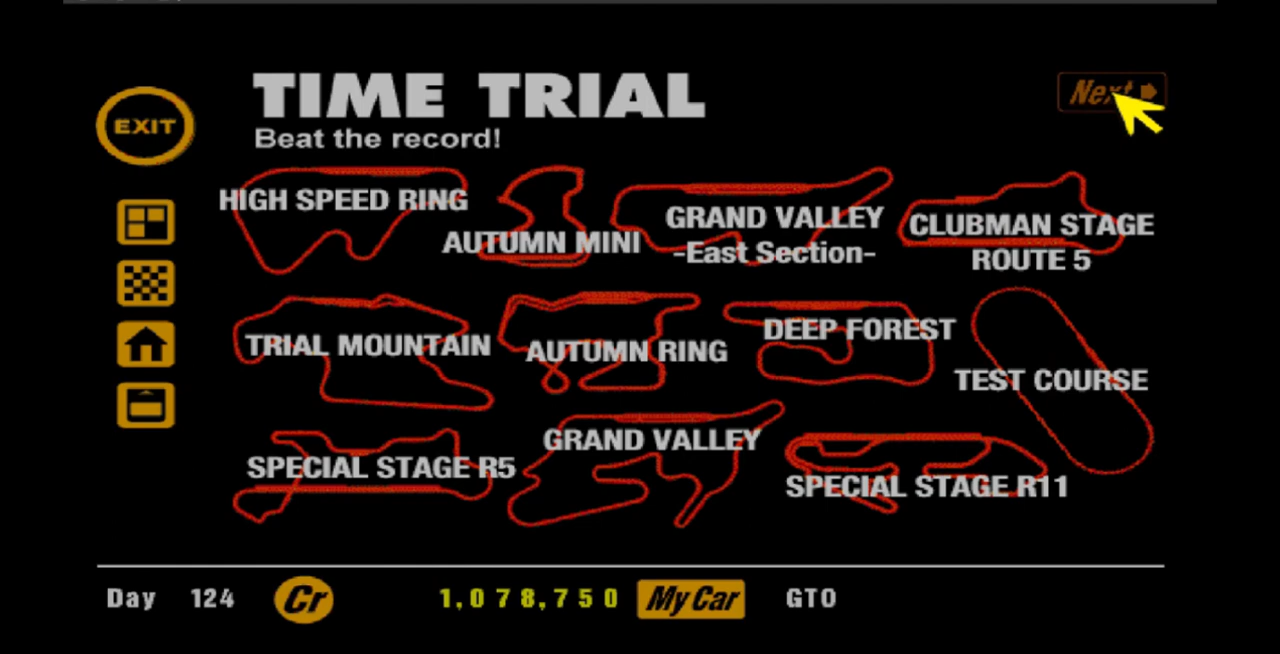 TIME TRIAL
Beat the record!
Next
EXIT
HIGH SPEED RING
AUTUMN MINI
GRAND VALLEY
-East Section-
CLUBMAN STAGE
ROUTE 5
TRIAL MOUNTAIN
AUTUMN RING
DEEP FOREST
TEST COURSE
SPECIAL STAGE R5
GRAND VALLEY
SPECIAL STAGE R11
Day 124 Cr 1,078,750 My Car GTO